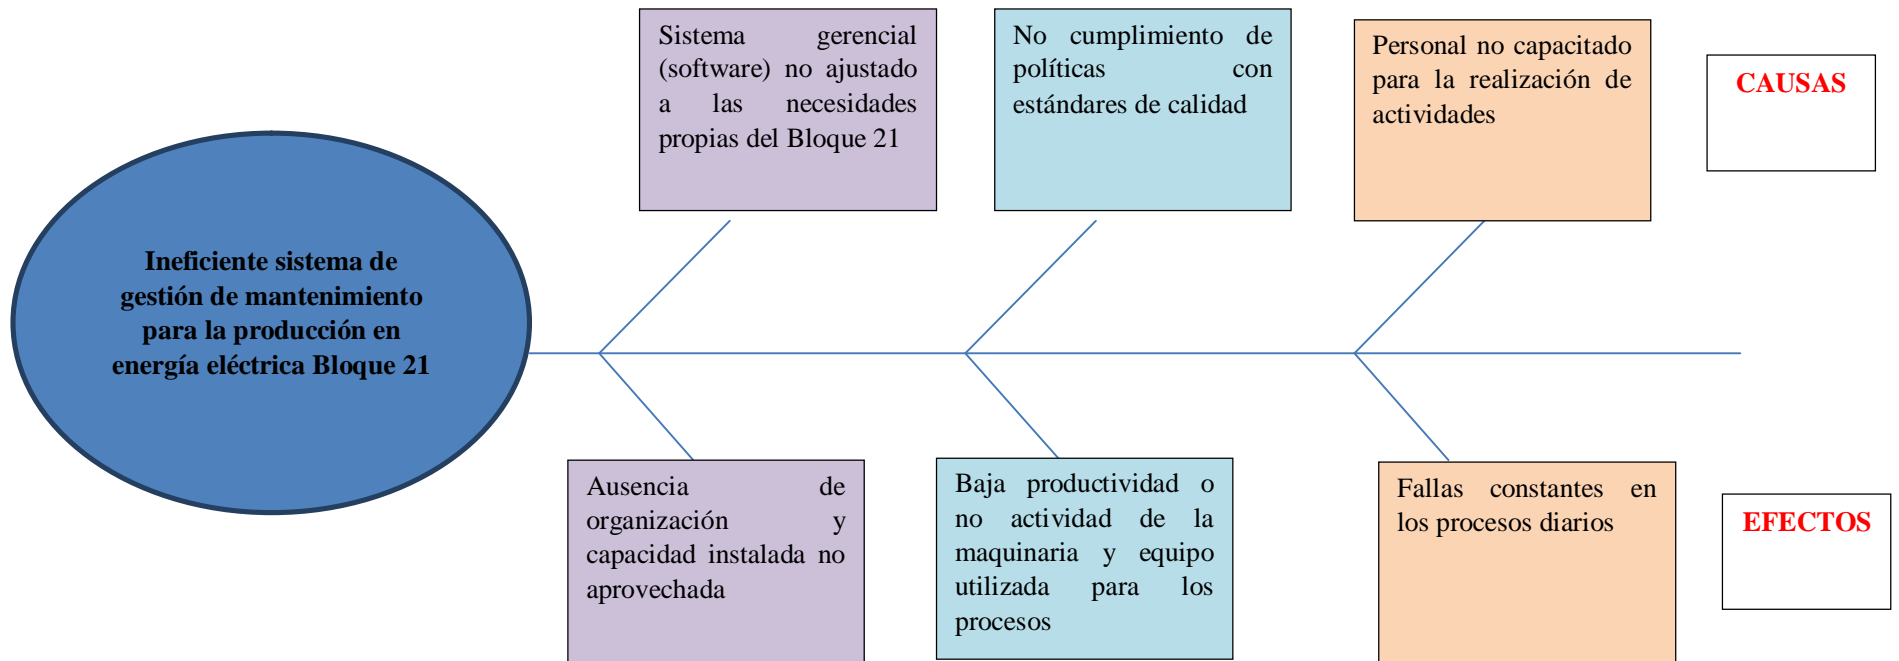 Sistema gerencial
(software) no ajustado
a las necesidades
propias del Bloque 21
No cumplimiento de
políticas con
estándares de calidad
Personal no capacitado
para la realización de
actividades
CAUSAS
Ineficiente sistema de
gestión de mantenimiento
para la producción en
energía eléctrica Bloque 21
Ausencia de
organización y
capacidad instalada no
aprovechada
Baja productividad o
no actividad de la
maquinaria y equipo
utilizada para los
procesos
Fallas constantes en
los procesos diarios
EFECTOS